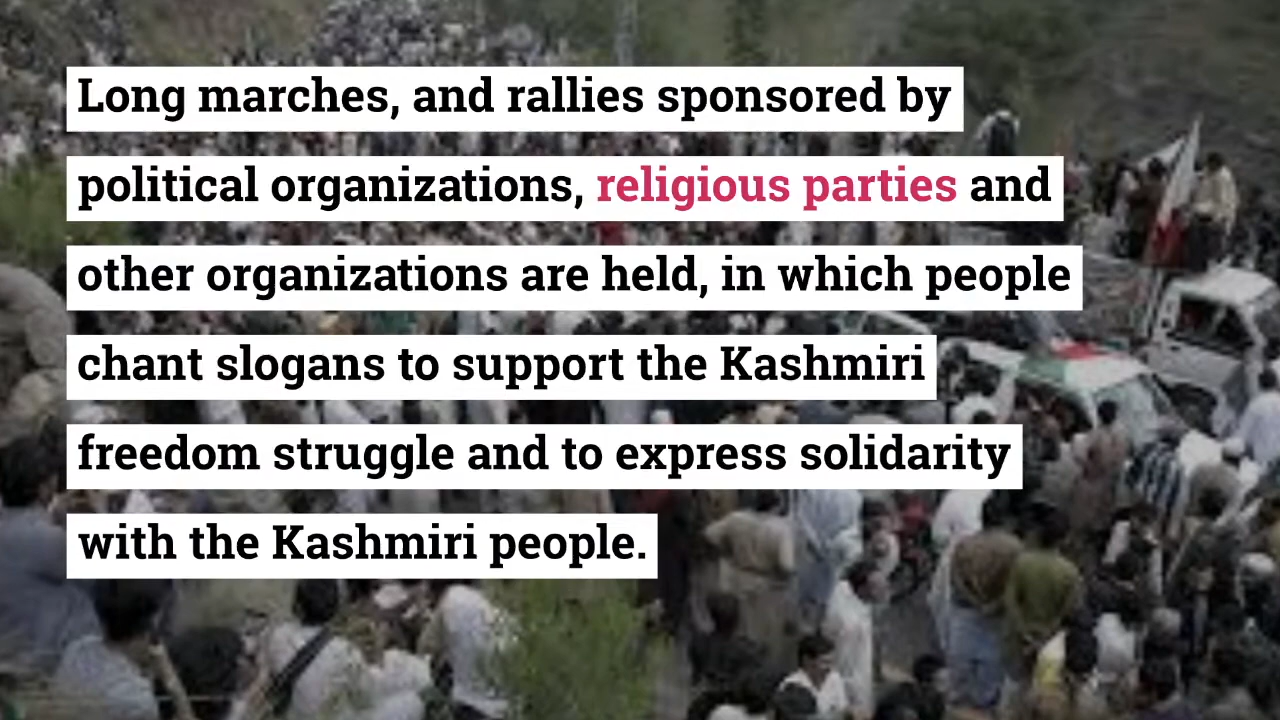 Long marches, and rallies sponsored by
political organizations, religious parties and
other organizations are held, in which people
chant slogans to support the Kashmiri
freedom struggle and to express solidarity
with the Kashmiri people.